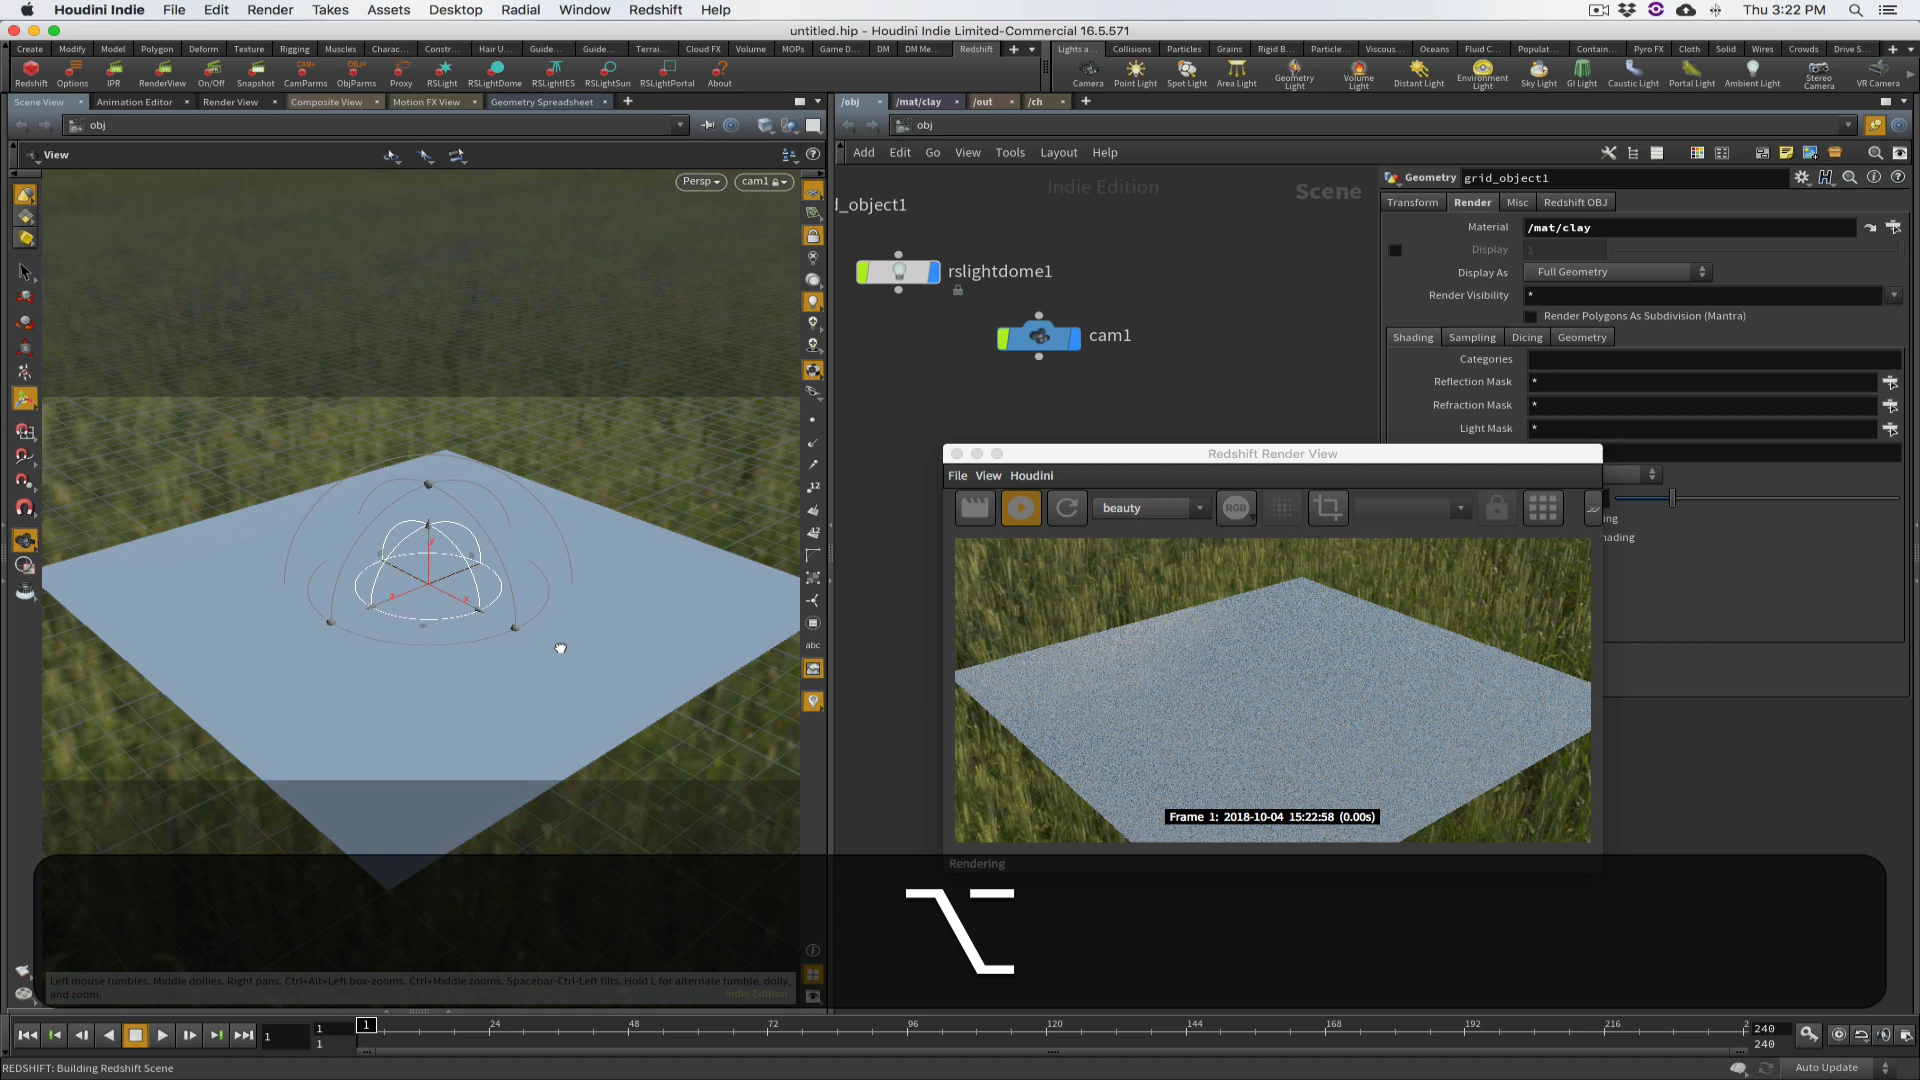 Houdini Indie File Edit Render Takes Assets Desktop Radial Window Redshift Help Thu 3:22 PM
untitled.hip - Houdini Indie Limited-Commercial 16.5.571
Create Modify Model Polygon Deform Texture Rigging Muscles Charac... Constr... Hair U... Guide... Guide... Terrai... Cloud FX Volume MOPs Game D... DM DM Me... Redshift Lights a... Collisions Particles Grains Rigid B... Particle... Viscous... Oceans Fluid C... Populat... Contain... Pyro FX Cloth Solid Wires Crowds Drive S...
Redshift Options IPR RenderView On/Off Snapshot CamParms ObjParms Proxy RSLight RSLightDome RSLightIES RSLightSun RSLightPortal About Camera Point Light Spot Light Area Light Geometry Light Volume Light Distant Light Environment Light Sky Light GI Light Caustic Light Portal Light Ambient Light Stereo Camera VR Camera
Scene View Animation Editor Render View Composite View Motion FX View Geometry Spreadsheet /obj /mat/clay /out /ch
obj obj
View Add Edit Go View Tools Layout Help
Persp cam1
Indie Edition Scene
Geometry grid_object1
d_object1
Transform Render Misc Redshift OBJ
Material /mat/clay
Display 1
rslightdome1
Display As Full Geometry
Render Visibility *
Render Polygons As Subdivision (Mantra)
cam1
Shading Sampling Dicing Geometry
Categories
Reflection Mask *
Refraction Mask *
Light Mask *
Redshift Render View
File View Houdini
beauty RGB
ing
ading
12
42
abc
y
z x
Frame 1: 2018-10-04 15:22:58 (0.00s)
Rendering
Left mouse tumbles. Middle dollies. Right pans. Ctrl+Alt+Left box-zooms. Ctrl+Middle zooms. Spacebar-Ctrl-Left tilts. Hold L for alternate tumble, dolly,
and zoom.
Indie Edition
1 1 1 1 24 48 72 96 120 144 168 192 216 2 240 240
REDSHIFT: Building Redshift Scene Auto Update